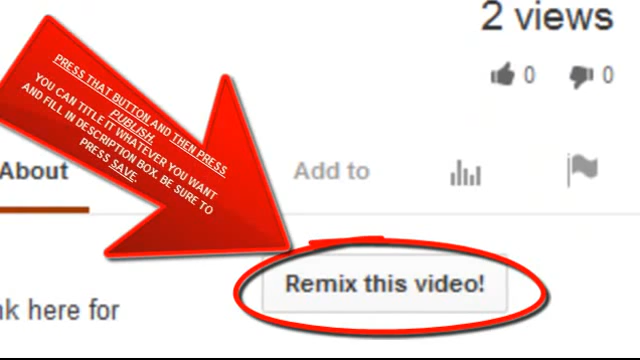 2 views
0 0
PRESS THAT BUTTON AND THEN PRESS
PUBLISH.
YOU CAN TITLE IT WHATEVER YOU WANT
AND FILL IN DESCRIPTION BOX. BE SURE TO
PRESS SAVE.
About Add to
Remix this video!
nk here for